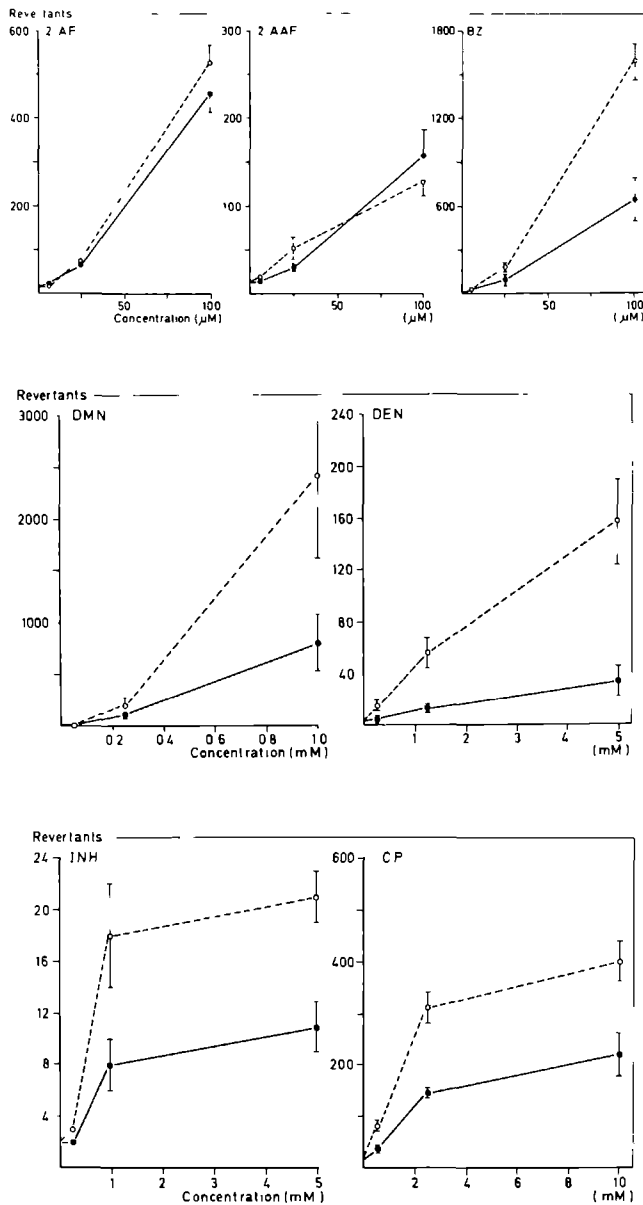 Revertants
2 AF 2 AAF BZ
600 300 1800
400 200 1200
200 100 600
50 100 50 100 50 100
Concentration (μM) (μM) (μM)
Revertants
DMN DEN
3000 240
2000 200
1000 160
120
80
40
0.2 0.4 0.6 0.8 1.0 1 2 3 4 5
Concentration (mM) (mM)
Revertants
INH CP
24 600
20 400
16 200
12
8
4
1 2 3 4 5 2 4 6 8 10
Concentration (mM) (mM)